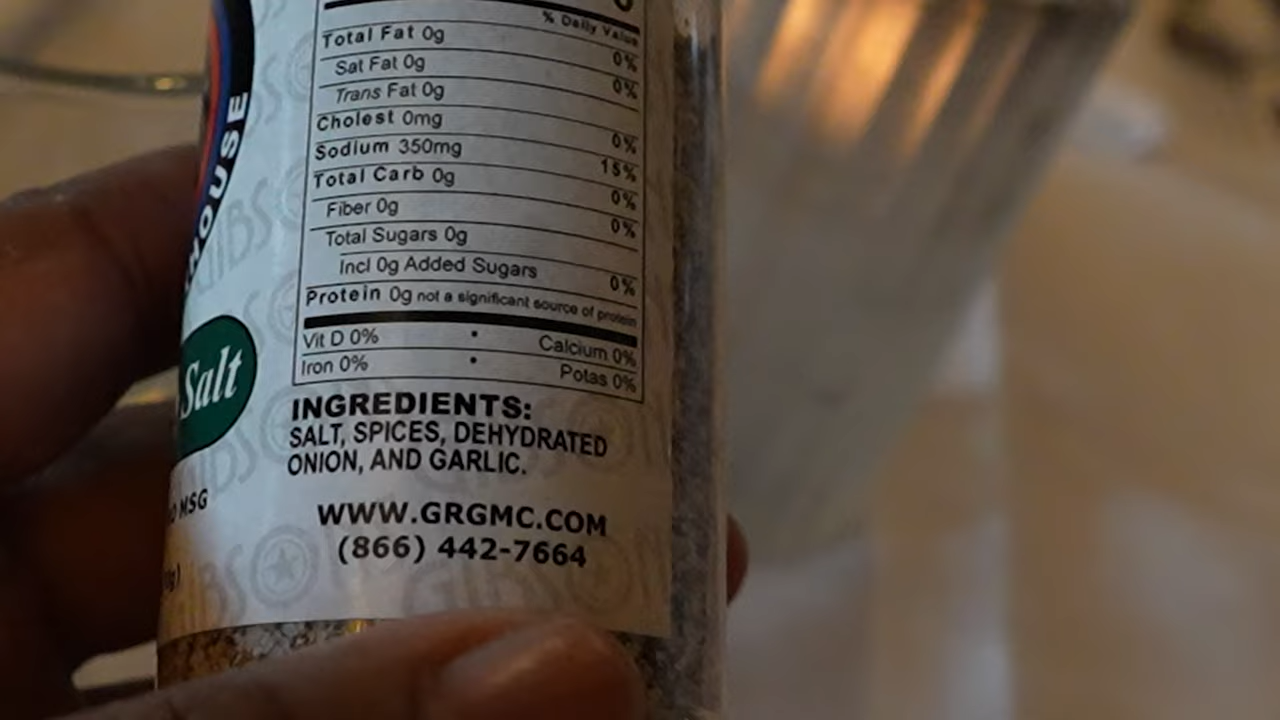 % Daily Value
Total Fat 0g 0%
Sat Fat 0g 0%
Trans Fat 0g
Cholest 0mg 0%
Sodium 350mg 15%
Total Carb 0g 0%
Fiber 0g 0%
Total Sugars 0g
Incl 0g Added Sugars 0%
Protein 0g not a significant source of protein
Vit D 0% • Calcium 0%
Iron 0% • Potas 0%
INGREDIENTS:
SALT, SPICES, DEHYDRATED
ONION, AND GARLIC.
WWW.GRGMC.COM
(866) 442-7664
HOUSE
Salt
MSG
GIBSO